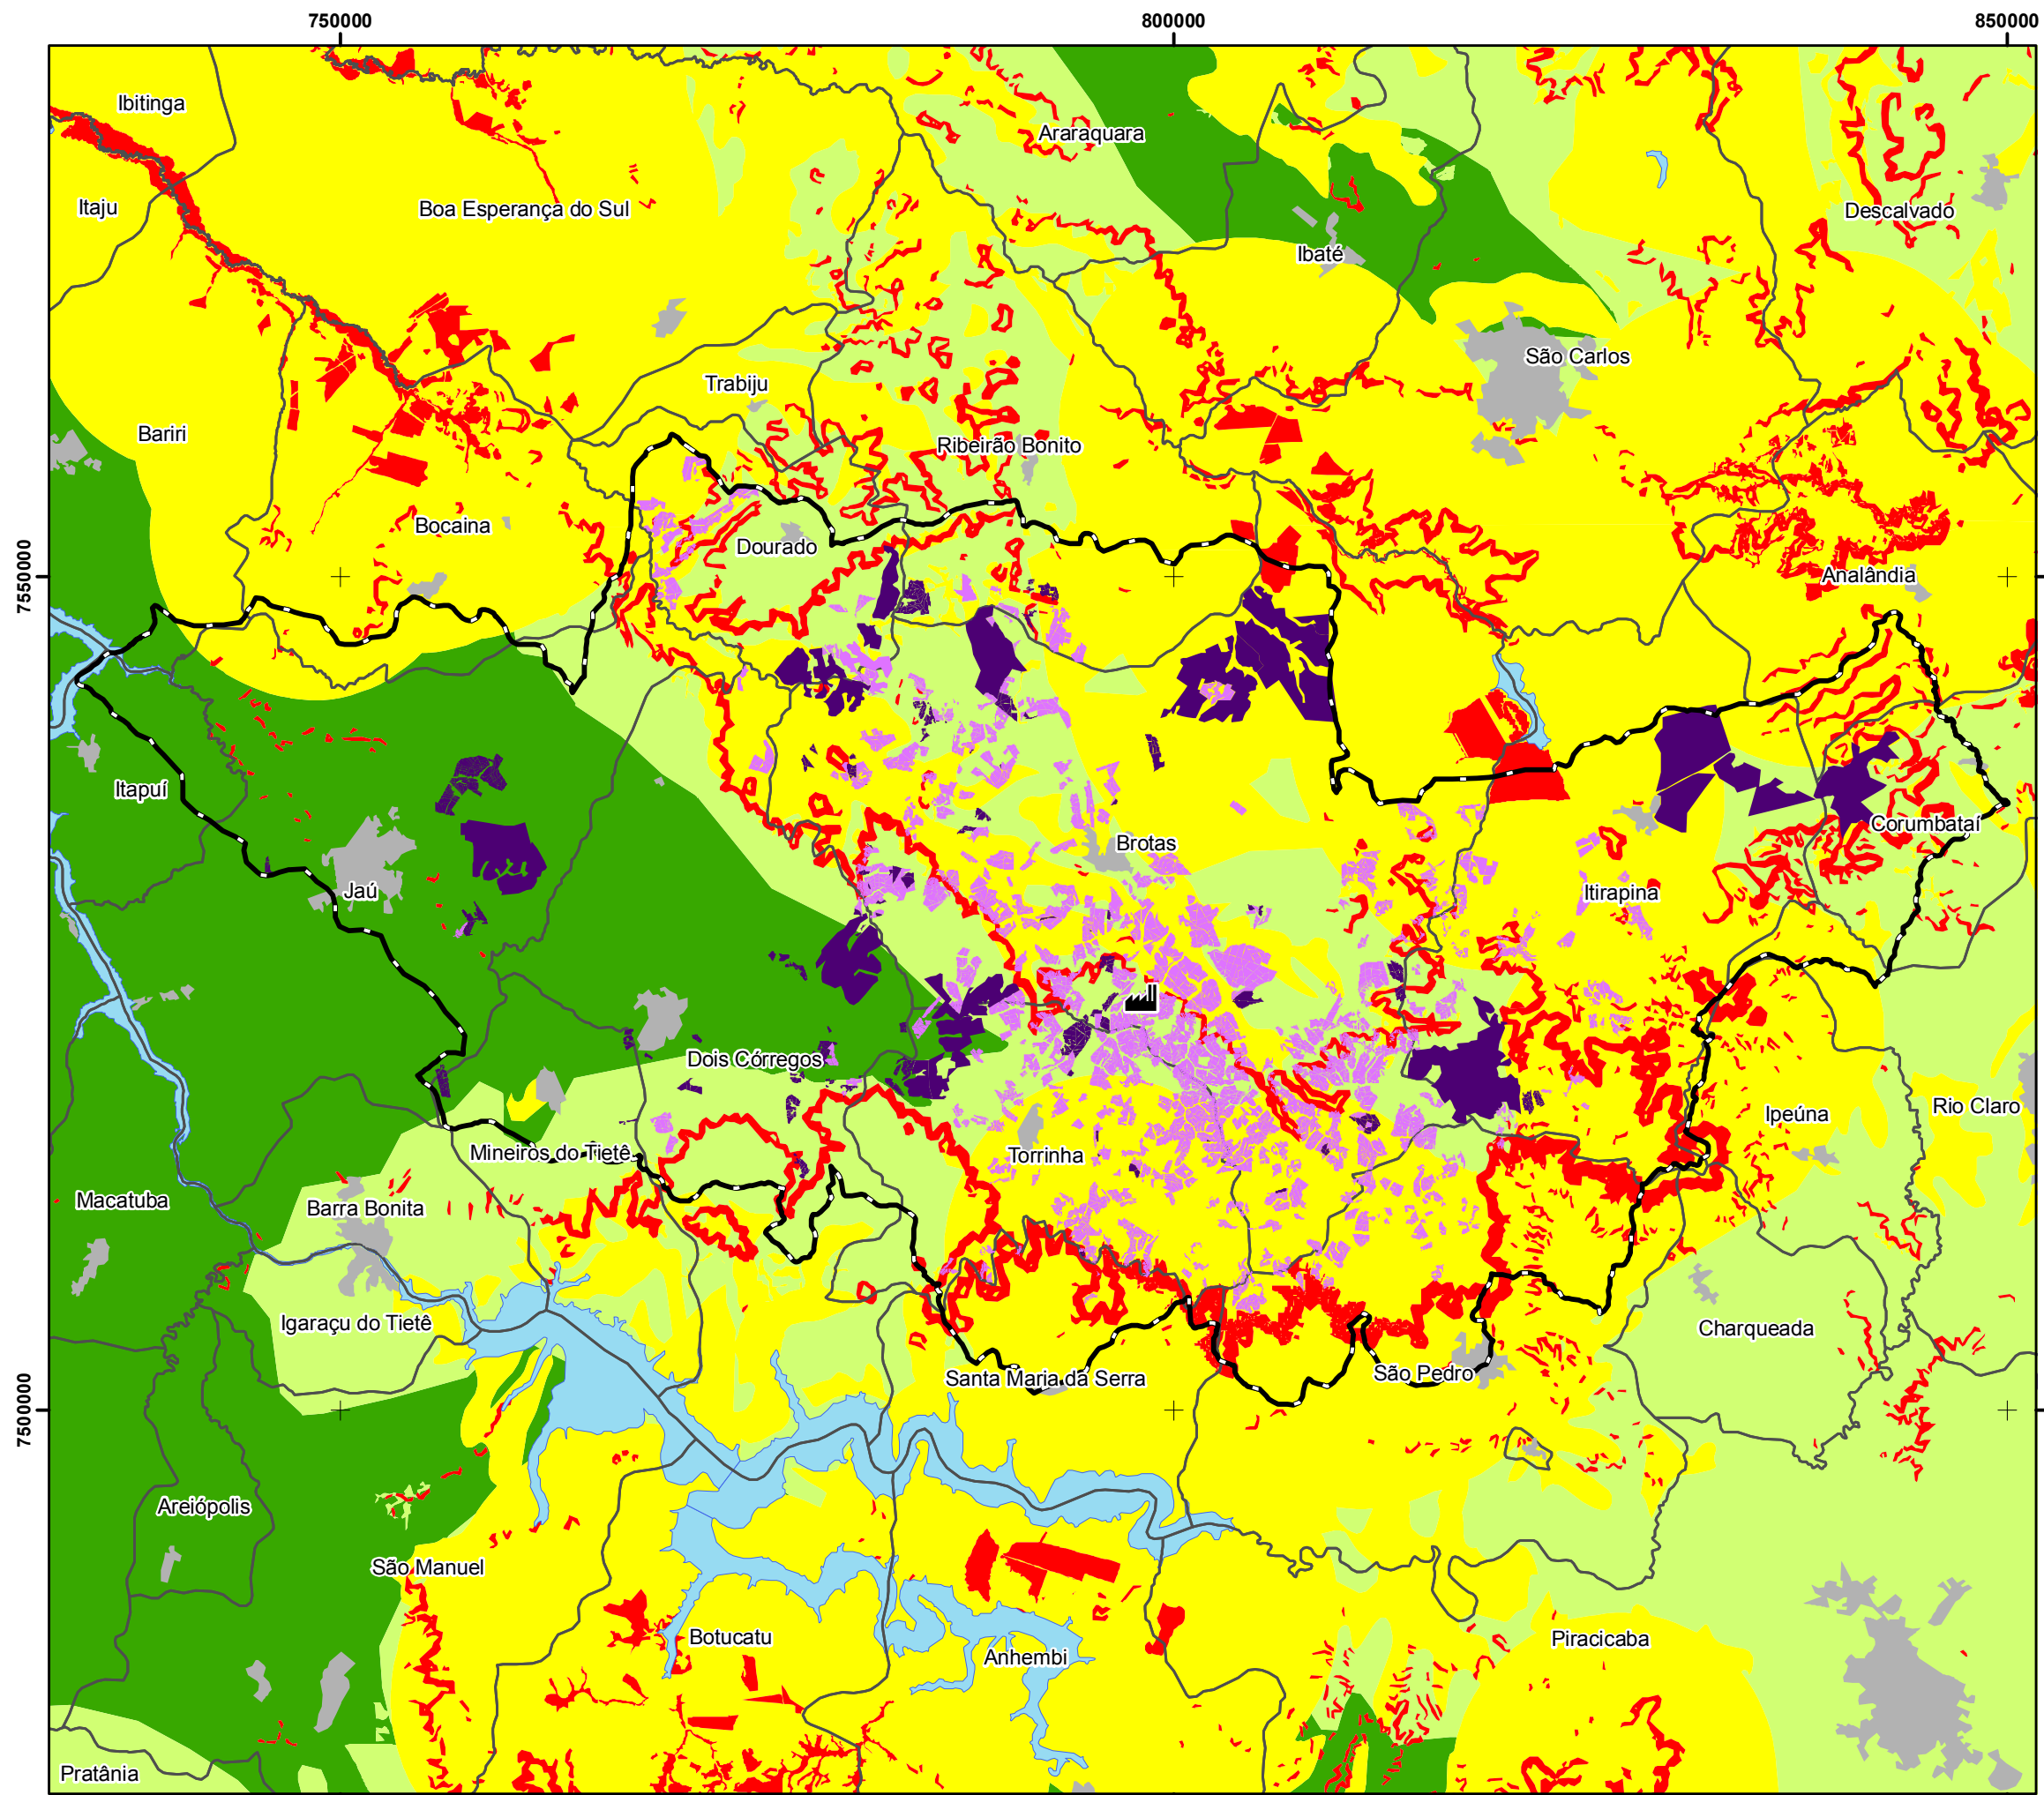 750000
800000
850000
Ibitinga
Araraquara
Itaju
Boa Esperança do Sul
Descalvado
Ibaté
São Carlos
Trabiju
Bariri
Ribeirão Bonito
Bocaina
Dourado
7550000
Analândia
Itapuí
Corumbataí
Brotas
Jaú
Itirapina
Dois Córregos
Rio Claro
Ipeúna
Mineiros do Tietê
Torrinha
Macatuba
Barra Bonita
Igaraçu do Tietê
Charqueada
Santa Maria da Serra
São Pedro
7500000
Areiópolis
São Manuel
Botucatu
Piracicaba
Anhembi
Pratânia